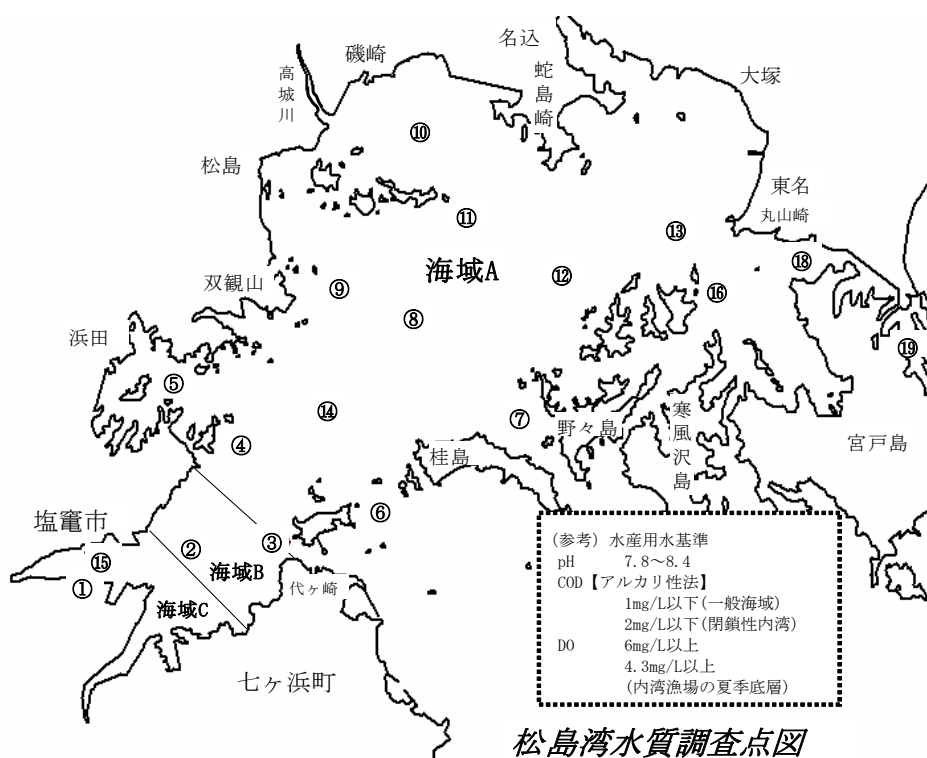 名込
磯崎
高城川
蛇島崎
大塚
⑩
松島
東名
丸山崎
⑪
⑬
⑱
海域A
⑫
双観山
⑨
⑯
⑧
浜田
⑲
⑤
⑭
⑦
野々島
寒風沢島
④
桂島
宮戸島
⑥
塩竈市
②
③
⑮
海域B
①
代ヶ崎
海域C
七ヶ浜町
(参考) 水産用水基準
pH 7.8～8.4
COD【アルカリ性法】
1mg/L以下(一般海域)
2mg/L以下(閉鎖性内湾)
DO 6mg/L以上
4.3mg/L以上
(内湾漁場の夏季底層)
松島湾水質調査点図